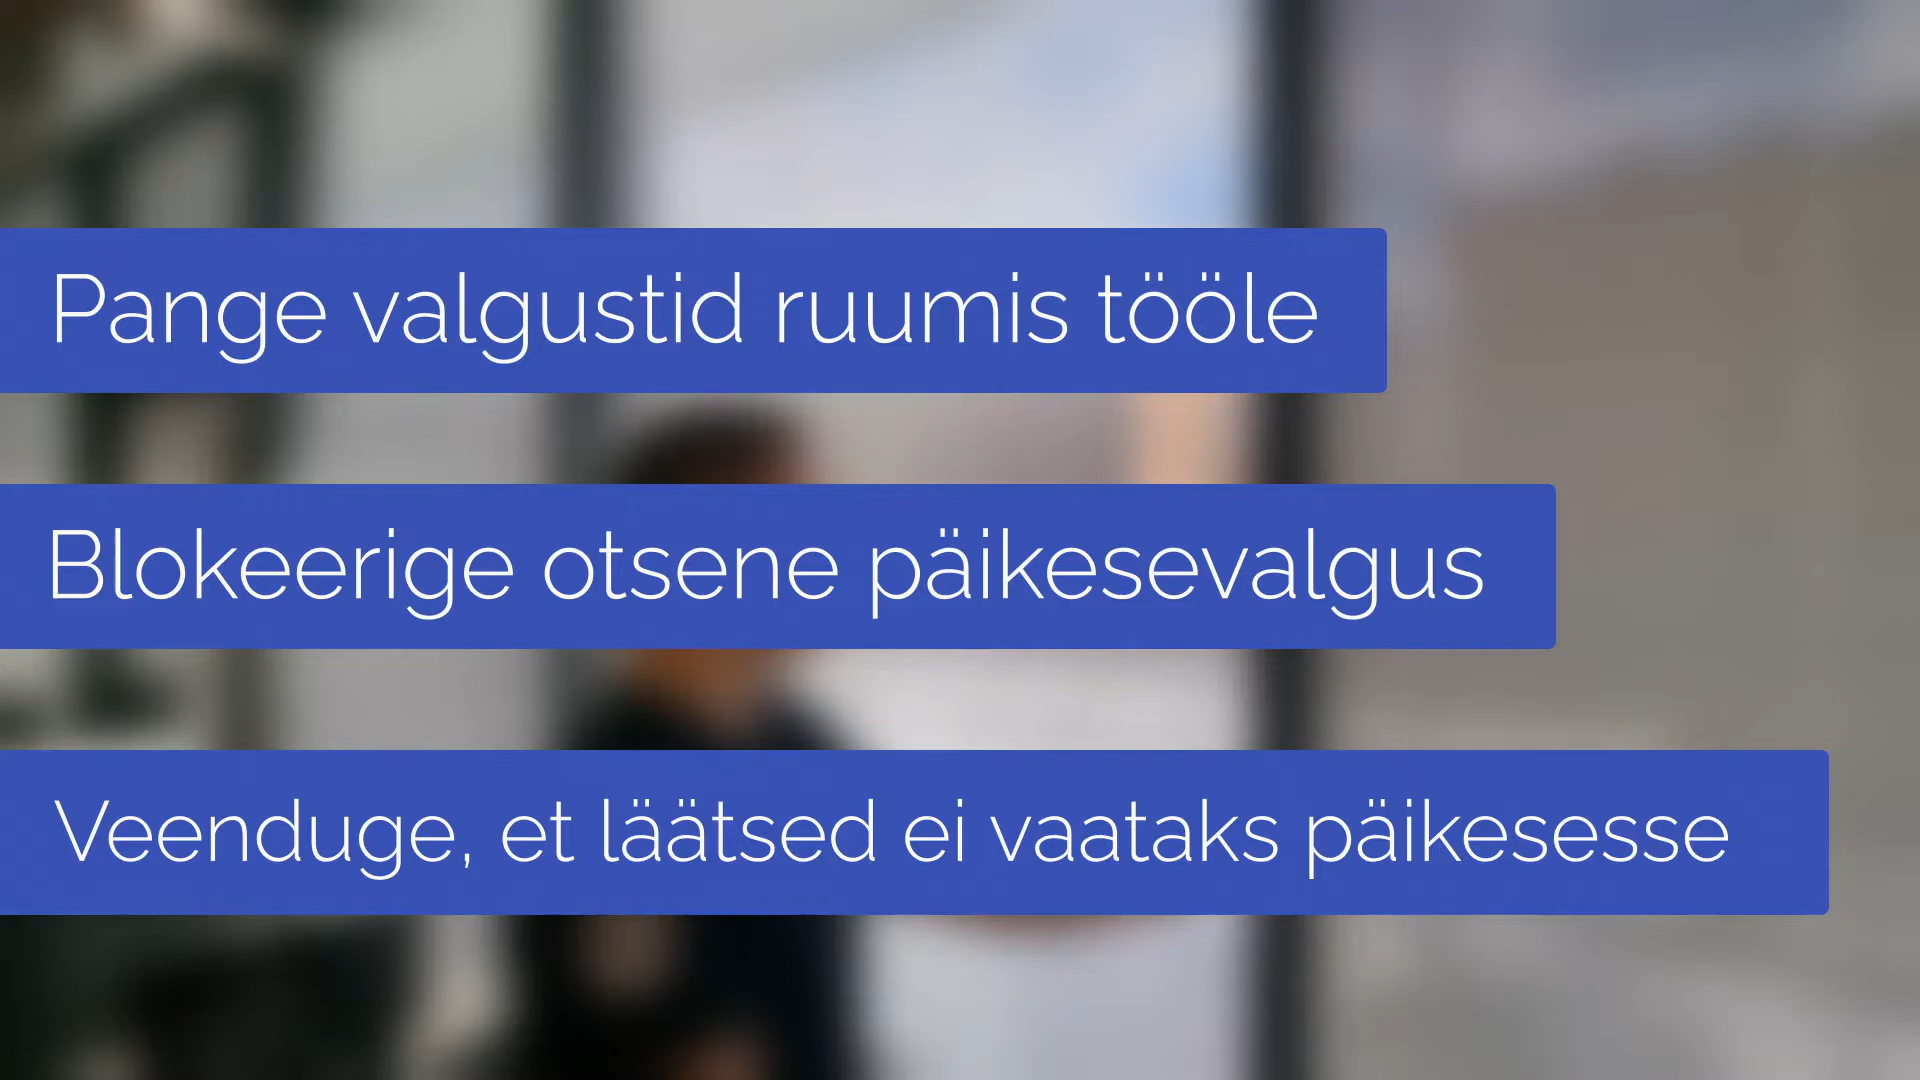 Pange valgustid ruumis tööle
Blokeerige otsene päikesevalgus
Veenduge, et läätsed ei vaataks päikesesse